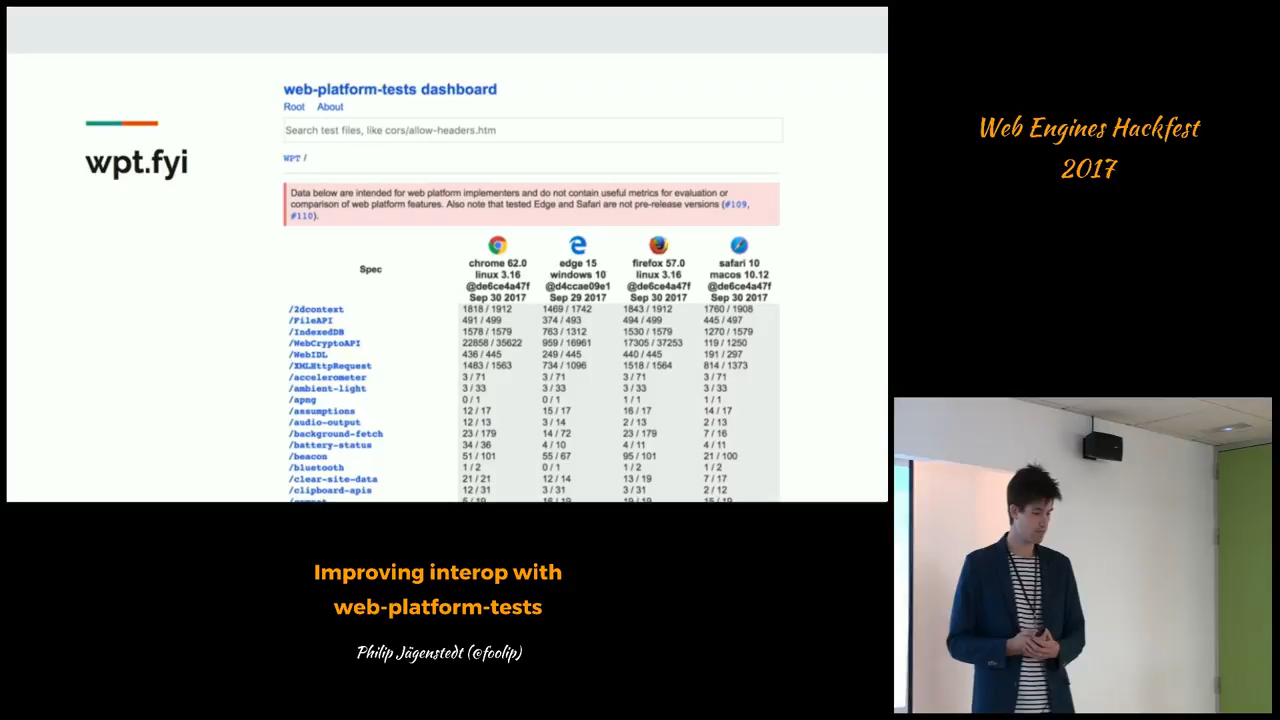 web-platform-tests dashboard
Root About
Search test files, like cors/allow-headers.htm
wpt.fyi
WPT /
Data below are intended for web platform implementers and do not contain useful metrics for evaluation or
comparison of web platform features. Also note that tested Edge and Safari are not pre-release versions (#109,
#110).
Spec
chrome 62.0 edge 15 firefox 57.0 safari 10
linux 3.16 windows 10 linux 3.16 macos 10.12
@de6ce4a47f @d4ccae09e1 @de6ce4a47f @de6ce4a47f
Sep 30 2017 Sep 29 2017 Sep 30 2017 Sep 30 2017
/2dcontext 1818 / 1912 1469 / 1742 1843 / 1912 1760 / 1908
/FileAPI 491 / 499 374 / 493 494 / 499 445 / 497
/IndexedDB 1578 / 1579 763 / 1312 1530 / 1579 1270 / 1579
/WebCryptoAPI 22858 / 35622 959 / 16961 17305 / 37253 119 / 1250
/WebIDL 436 / 445 249 / 445 440 / 445 191 / 297
/XMLHttpRequest 1483 / 1563 734 / 1096 1518 / 1564 814 / 1373
/accelerometer 3 / 71 3 / 71 3 / 71 3 / 71
/ambient-light 3 / 33 3 / 33 3 / 33 3 / 33
/apng 0 / 1 0 / 1 1 / 1 1 / 1
/assumptions 12 / 17 15 / 17 16 / 17 14 / 17
/audio-output 12 / 13 3 / 14 2 / 13 2 / 13
/background-fetch 23 / 179 14 / 72 23 / 179 7 / 16
/battery-status 34 / 36 4 / 10 4 / 11 4 / 11
/beacon 51 / 101 55 / 67 95 / 101 21 / 100
/bluetooth 1 / 2 0 / 1 1 / 2 1 / 2
/clear-site-data 21 / 21 12 / 14 13 / 19 7 / 17
/clipboard-apis 12 / 31 3 / 31 3 / 31 2 / 12
Web Engines Hackfest
2017
Improving interop with
web-platform-tests
Philip Jägenstedt (@foolip)